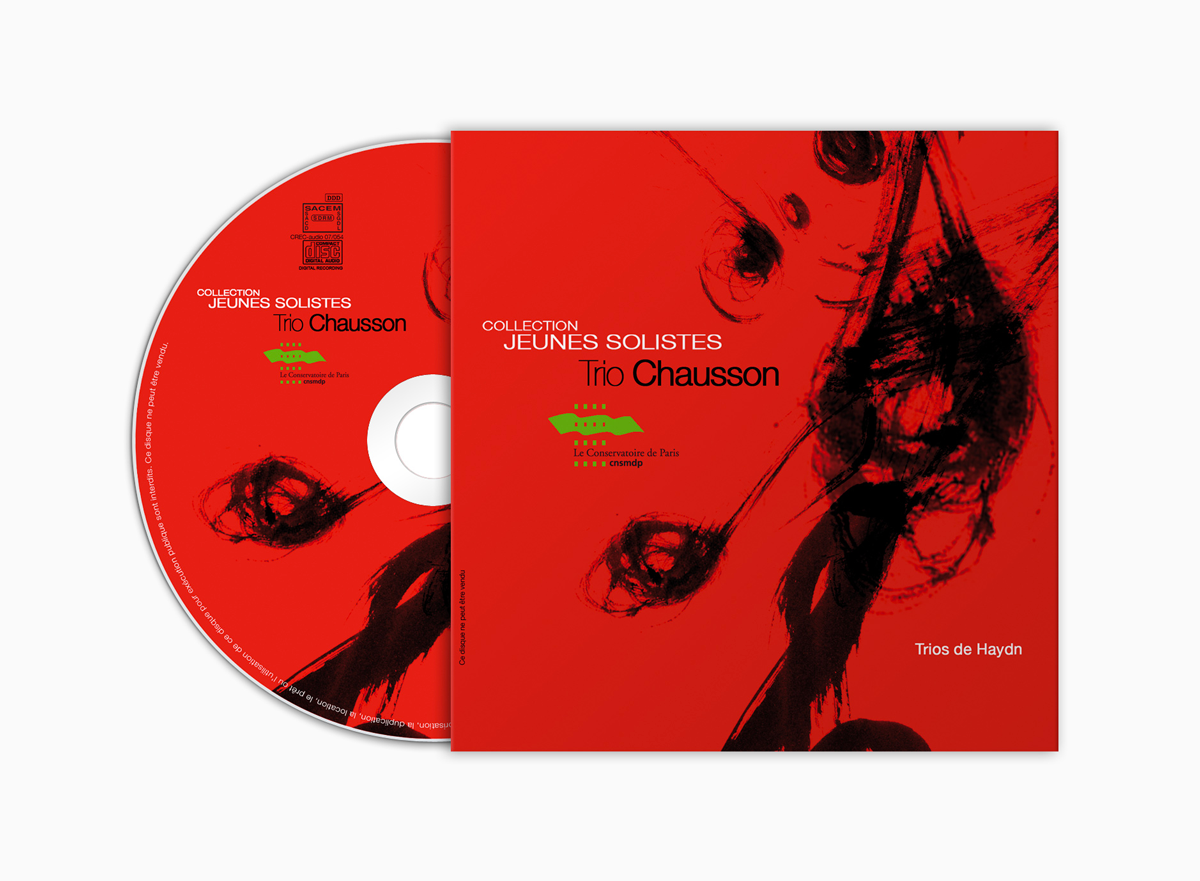 DDD
SACEM
SACD
SDRM
SGDL
CREC-audio 07/054
COMPACT
disc
DIGITAL AUDIO
DIGITAL RECORDING
COLLECTION
JEUNES SOLISTES
Trio Chausson
Le Conservatoire de Paris
cnsmdp
orisation, la duplication, la location, le prêt ou l'utilisation de ce disque pour exécution publique sont interdits. Ce disque ne peut être vendu.
COLLECTION
JEUNES SOLISTES
Trio Chausson
Le Conservatoire de Paris
cnsmdp
Ce disque ne peut être vendu
Trios de Haydn